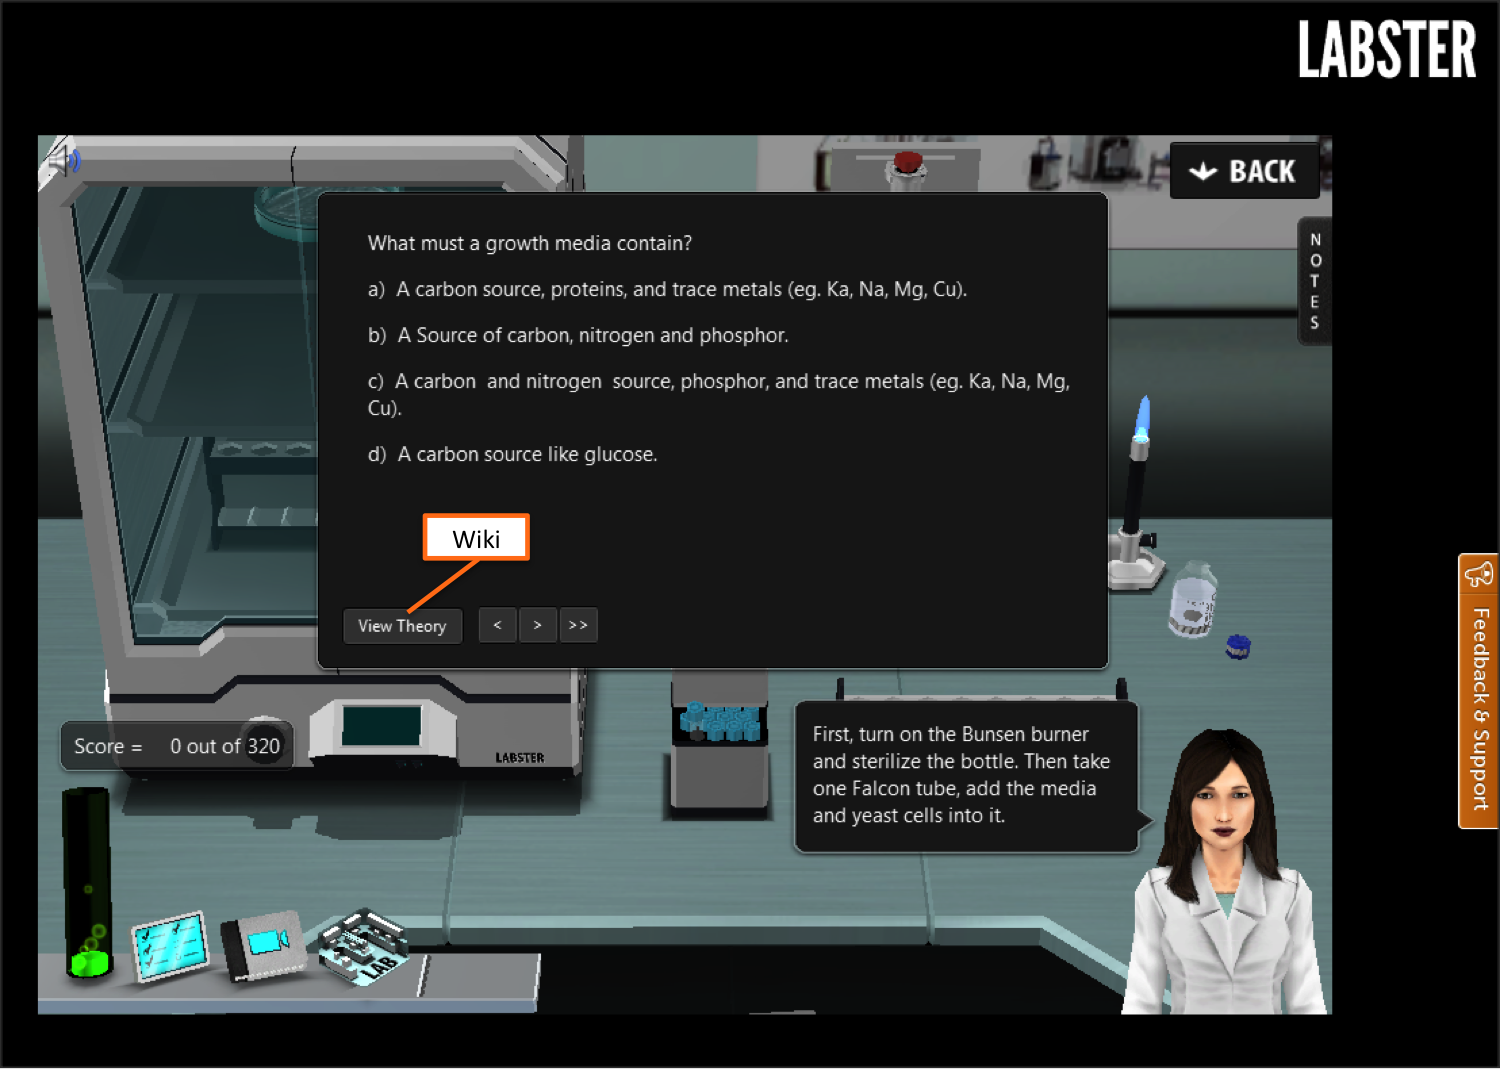 LABSTER
BACK
NOTES
What must a growth media contain?
a) A carbon source, proteins, and trace metals (eg. Ka, Na, Mg, Cu).
b) A Source of carbon, nitrogen and phosphor.
c) A carbon and nitrogen source, phosphor, and trace metals (eg. Ka, Na, Mg,
Cu).
d) A carbon source like glucose.
Wiki
View Theory < > >>
Feedback & Support
Score = 0 out of 320
LABSTER
First, turn on the Bunsen burner
and sterilize the bottle. Then take
one Falcon tube, add the media
and yeast cells into it.
LAB